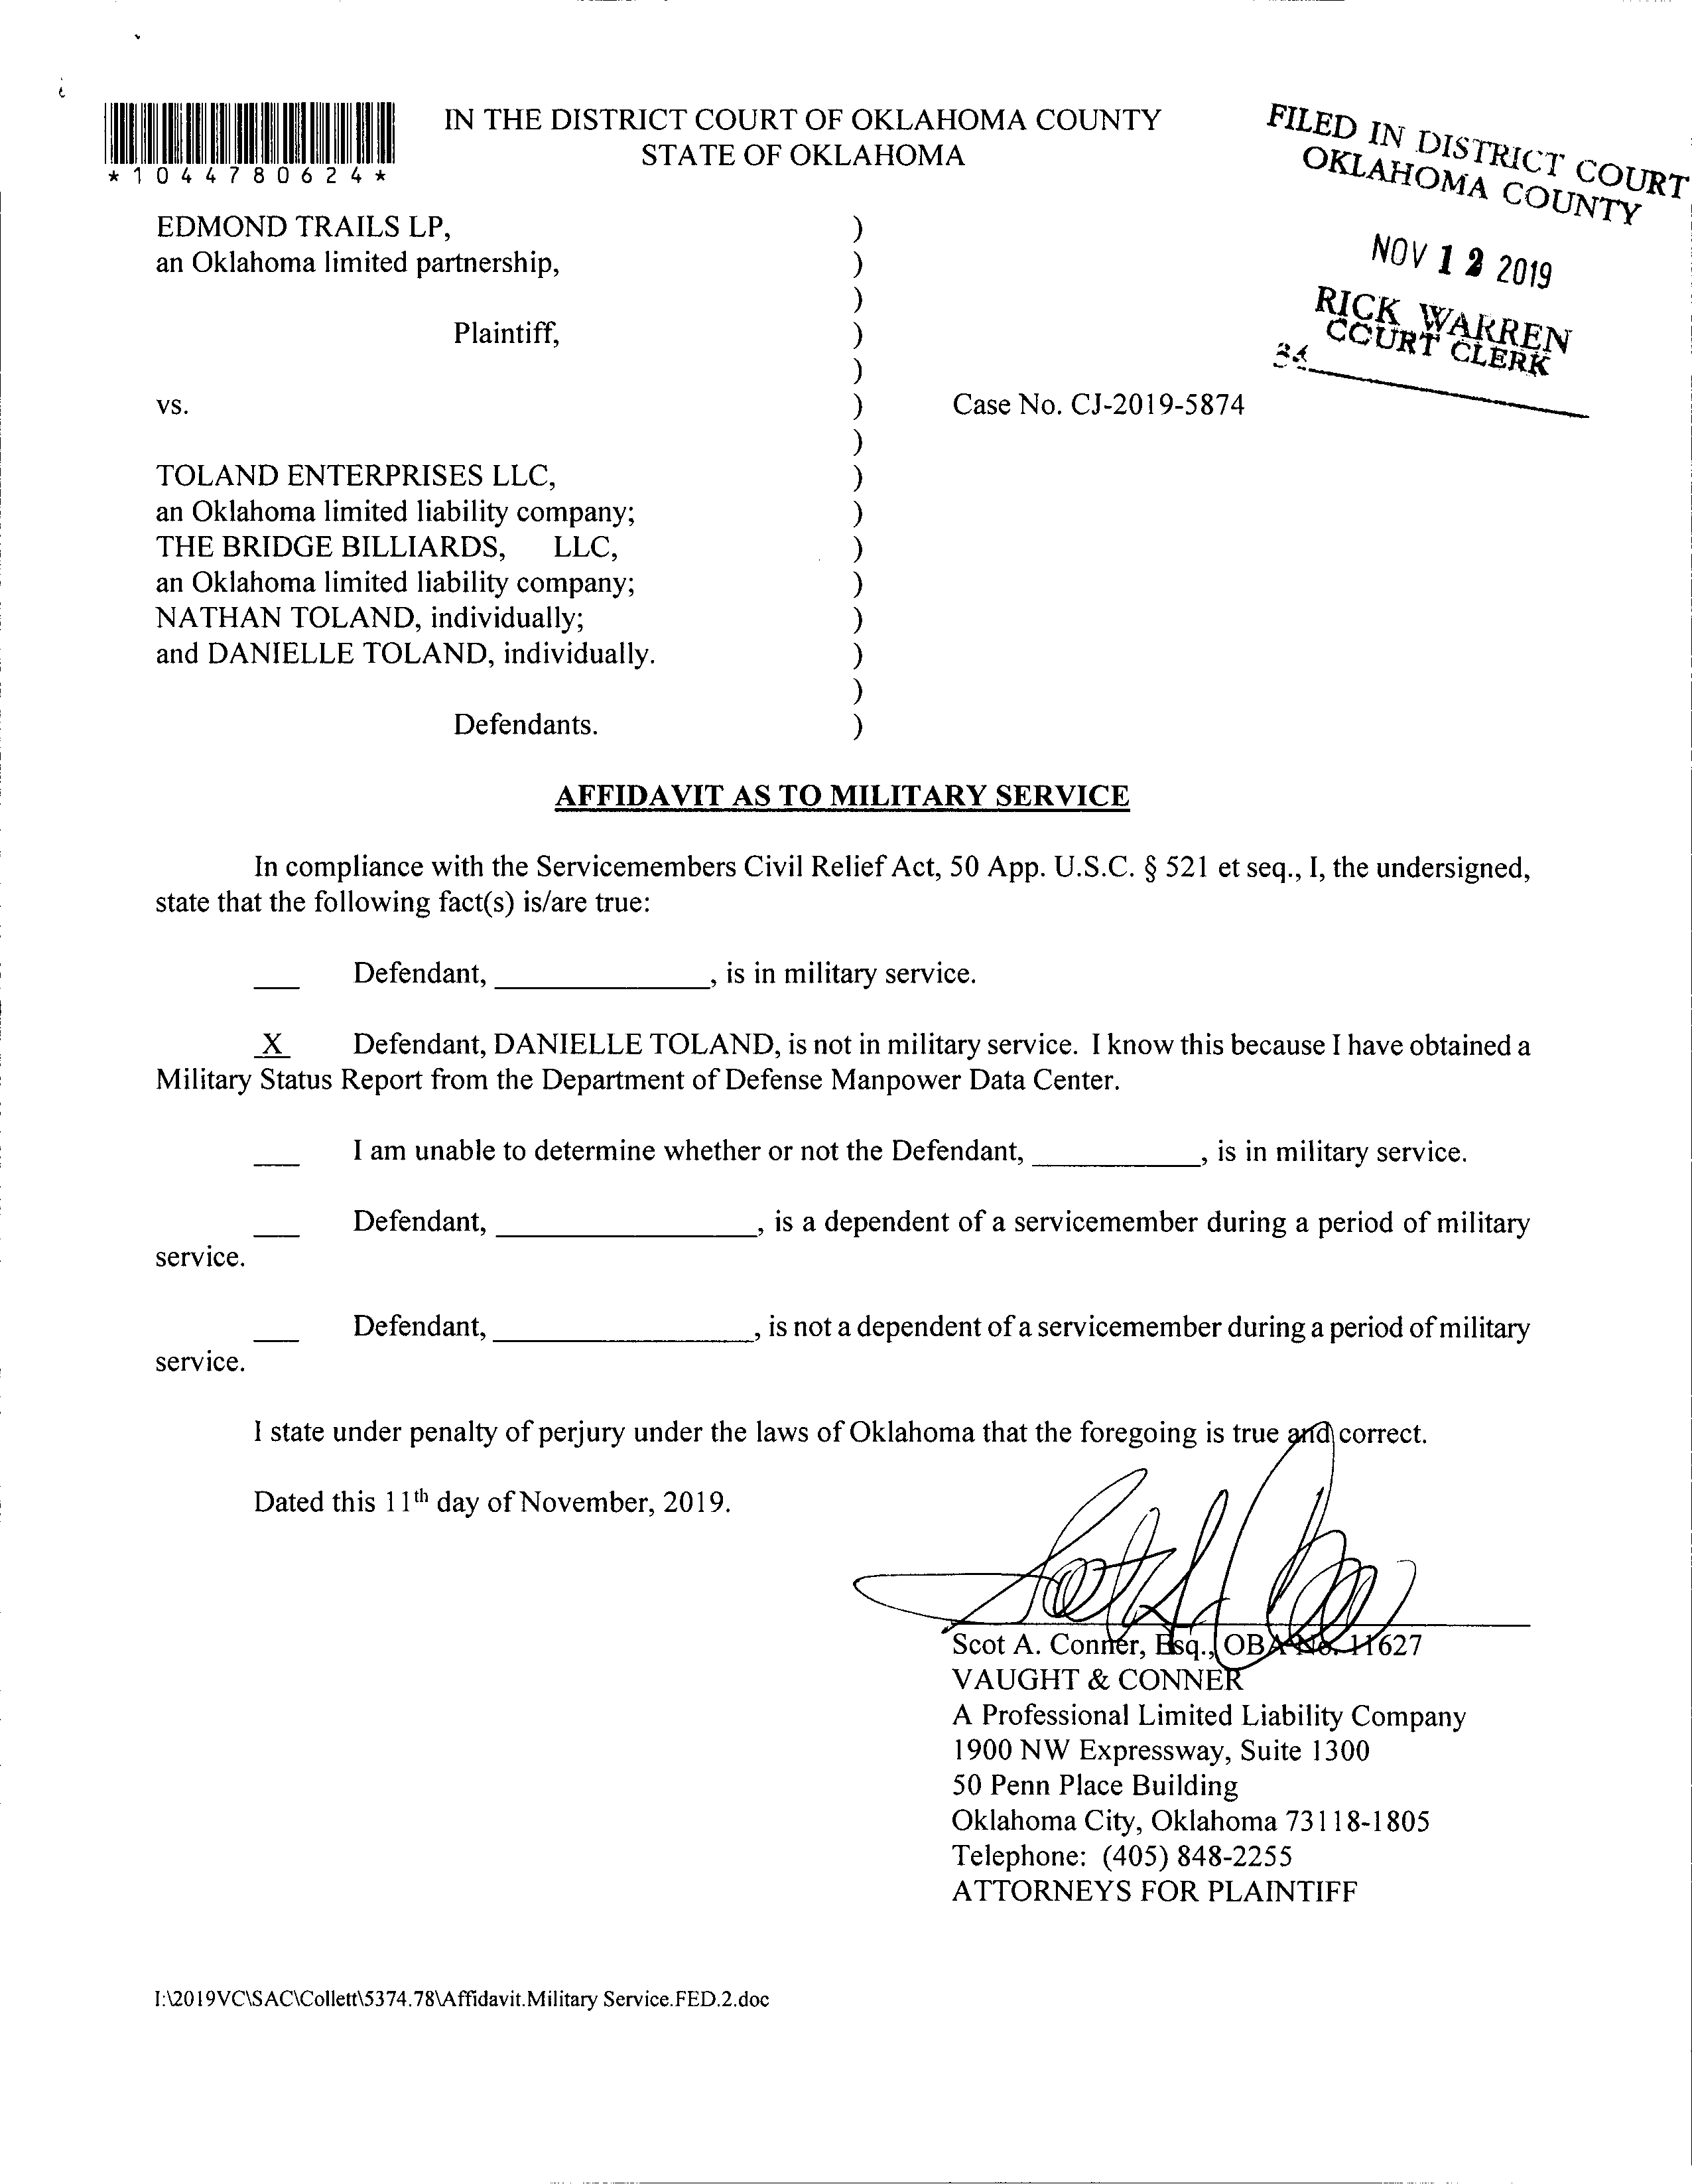 IN THE DISTRICT COURT OF OKLAHOMA COUNTY
STATE OF OKLAHOMA
*1044780624*
FILED IN DISTRICT COURT
OKLAHOMA COUNTY
NOV 12 2019
RICK WARREN
COURT CLERK
EDMOND TRAILS LP, )
an Oklahoma limited partnership, )
)
Plaintiff, )
)
vs. ) Case No. CJ-2019-5874
)
TOLAND ENTERPRISES LLC, )
an Oklahoma limited liability company; )
THE BRIDGE BILLIARDS, LLC, )
an Oklahoma limited liability company; )
NATHAN TOLAND, individually; )
and DANIELLE TOLAND, individually. )
)
Defendants. )
AFFIDAVIT AS TO MILITARY SERVICE
In compliance with the Servicemembers Civil Relief Act, 50 App. U.S.C. § 521 et seq., I, the undersigned,
state that the following fact(s) is/are true:
___ Defendant, ______________, is in military service.
X Defendant, DANIELLE TOLAND, is not in military service. I know this because I have obtained a
Military Status Report from the Department of Defense Manpower Data Center.
___ I am unable to determine whether or not the Defendant, ___________, is in military service.
___ Defendant, _________________, is a dependent of a servicemember during a period of military
service.
___ Defendant, _________________, is not a dependent of a servicemember during a period of military
service.
I state under penalty of perjury under the laws of Oklahoma that the foregoing is true and correct.
Dated this 11th day of November, 2019.
Scot A. Conner, Esq., OBA No. 11627
VAUGHT & CONNER
A Professional Limited Liability Company
1900 NW Expressway, Suite 1300
50 Penn Place Building
Oklahoma City, Oklahoma 73118-1805
Telephone: (405) 848-2255
ATTORNEYS FOR PLAINTIFF
I:\2019VC\SAC\Collett\5374.78\Affidavit.Military Service.FED.2.doc